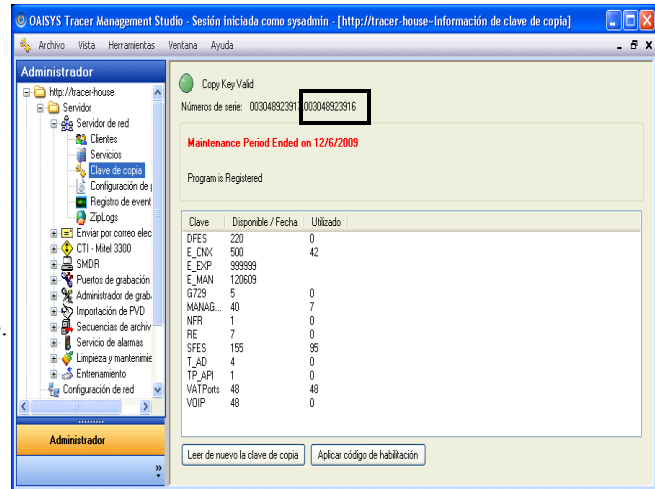 OAISYS Tracer Management Studio - Sesión iniciada como sysadmin - [http://tracer-house-Información de clave de copia]
Archivo Vista Herramientas Ventana Ayuda
Administrador
http://tracer-house
Servidor
Servidor de red
Clientes
Servicios
Clave de copia
Configuración de
Registro de event
ZipLogs
Enviar por correo elec
CTI - Mitel 3300
SMDR
Puertos de grabación
Administrador de grab
Importación de PVD
Secuencias de archiv
Servicio de alarmas
Limpieza y mantenimie
Entrenamiento
Configuración de red
Administrador
Copy Key Valid
Números de serie: 003048923917,003048923916
Maintenance Period Ended on 12/6/2009
Program is Registered
Clave Disponible / Fecha Utilizado
DFES 220 0
E_CNX 500 42
E_EXP 999999
E_MAN 120609
G729 5 0
MANAG... 40 7
NFR 1 0
RE 7 0
SFES 155 95
T_AD 4 0
TP_API 1 0
VATPorts 48 48
VOIP 48 0
Leer de nuevo la clave de copia Aplicar código de habilitación